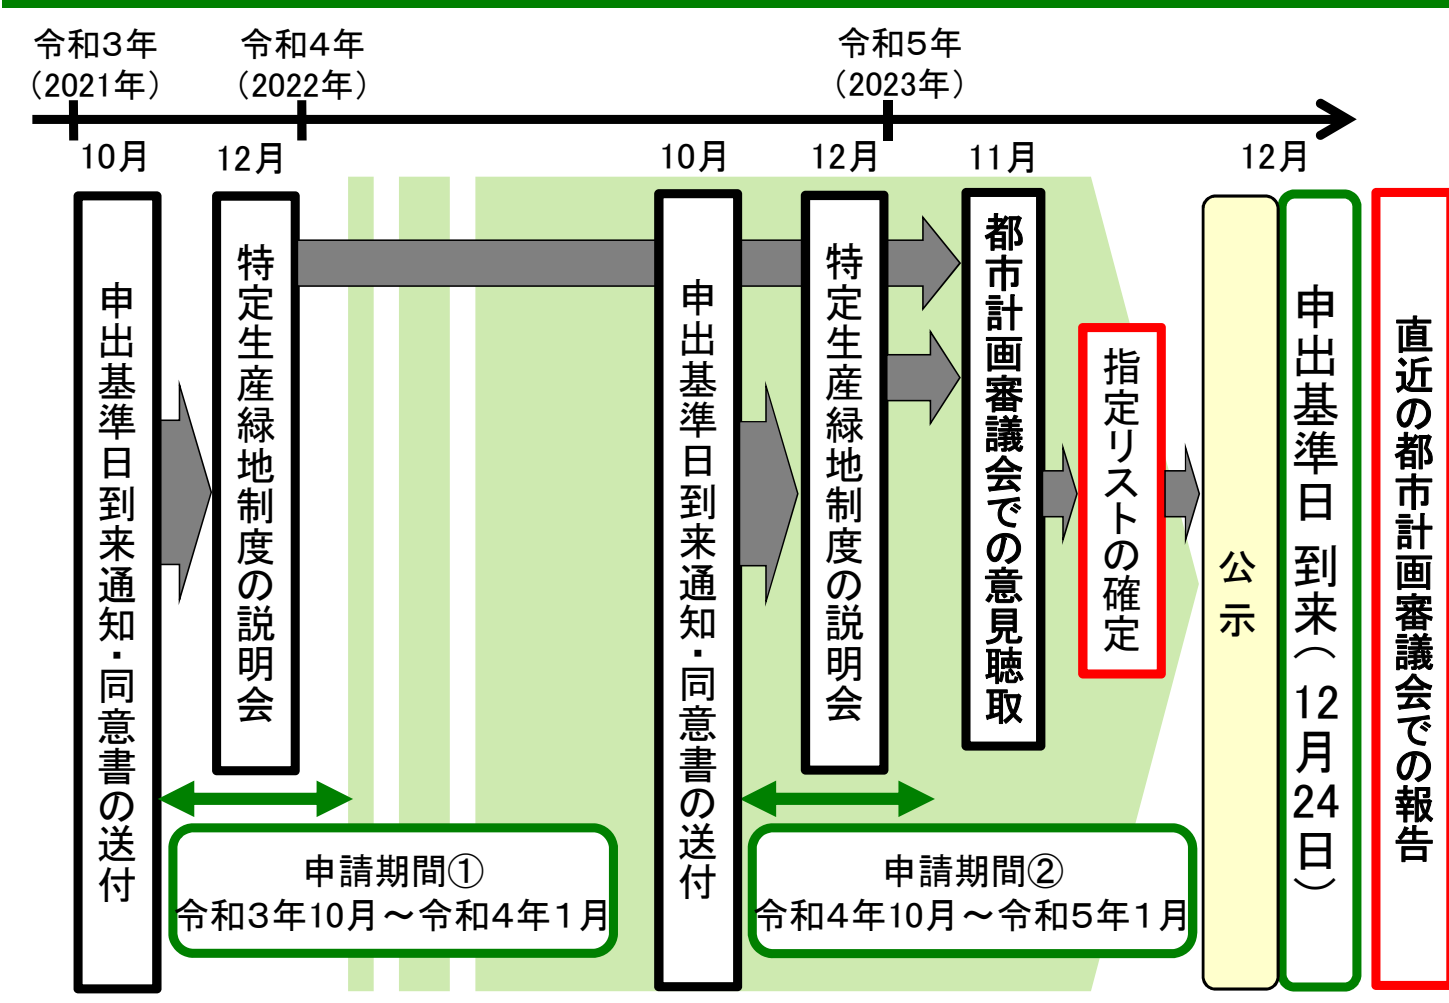 令和３年
（2021年）
令和４年
（2022年）
令和５年
（2023年）
10月
12月
10月
12月
11月
12月
申出基準日到来通知・同意書の送付
特定生産緑地制度の説明会
申出基準日到来通知・同意書の送付
特定生産緑地制度の説明会
都市計画審議会での意見聴取
指定リストの確定
公示
申出基準日 到来（12月24日）
直近の都市計画審議会での報告
申請期間①
令和３年10月～令和４年１月
申請期間②
令和４年10月～令和５年１月